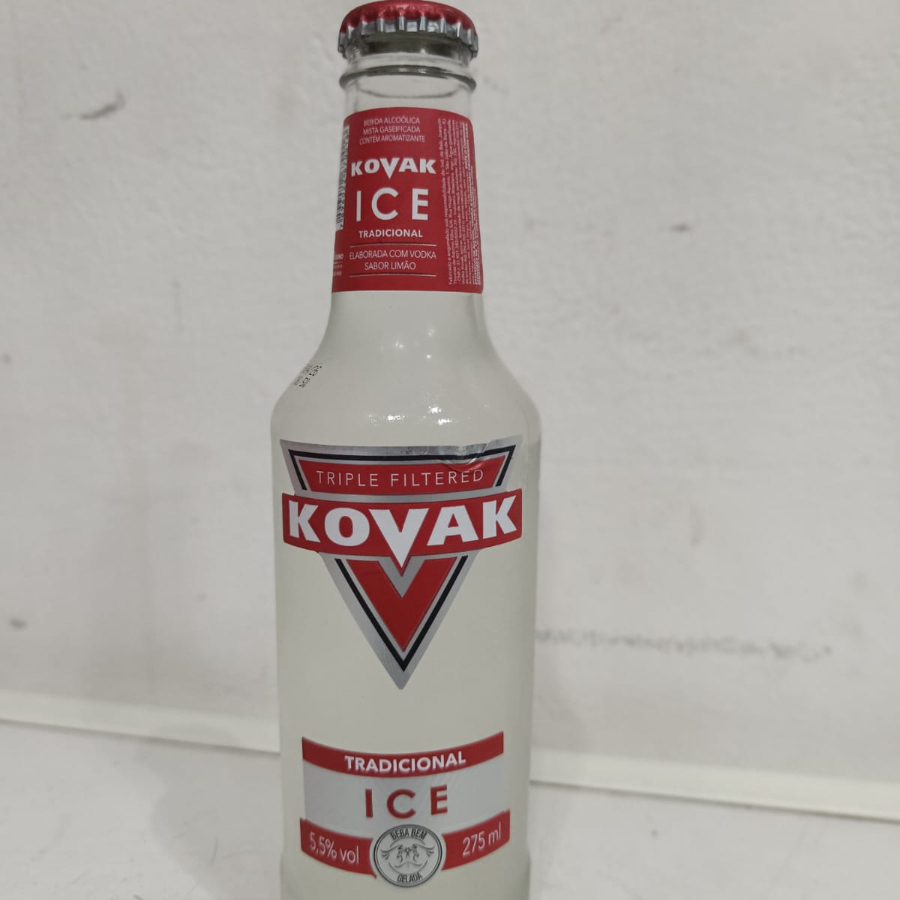 BEBIDA ALCOÓLICA
MISTA GASEIFICADA
CONTÉM AROMATIZANTE
KOVAK
ICE
TRADICIONAL
ELABORADA COM VODKA
SABOR LIMÃO
TRIPLE FILTERED
KOVAK
TRADICIONAL
ICE
5,5% vol
BEBA BEM
GELADA
275 ml